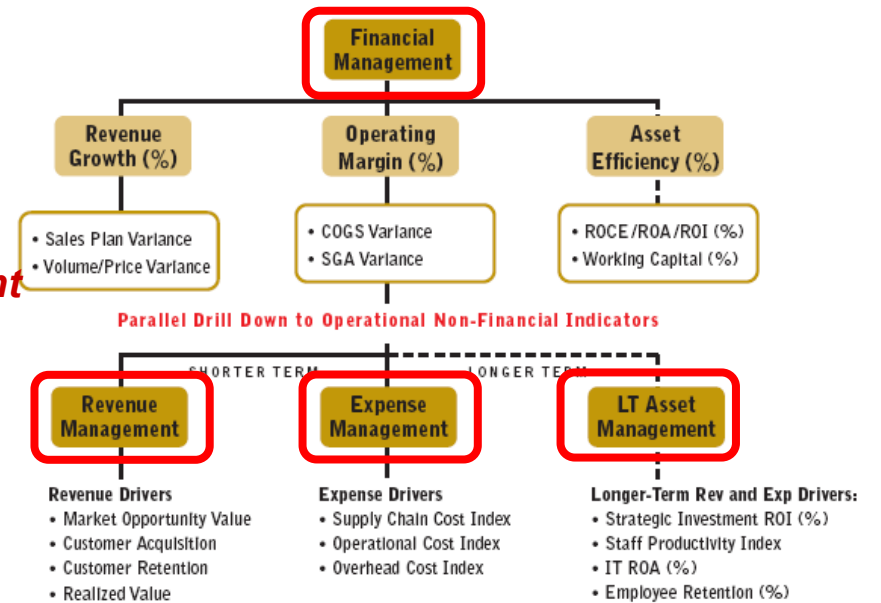 Financial
Management
Revenue
Growth (%)
Operating
Margin (%)
Asset
Efficiency (%)
• Sales Plan Variance
• Volume/Price Variance
• COGS Variance
• SGA Variance
• ROCE/ROA/ROI (%)
• Working Capital (%)
nt
Parallel Drill Down to Operational Non-Financial Indicators
SHORTER TERM
LONGER TERM
Revenue
Management
Expense
Management
LT Asset
Management
Revenue Drivers
• Market Opportunity Value
• Customer Acquisition
• Customer Retention
• Realized Value
Expense Drivers
• Supply Chain Cost Index
• Operational Cost Index
• Overhead Cost Index
Longer-Term Rev and Exp Drivers:
• Strategic Investment ROI (%)
• Staff Productivity Index
• IT ROA (%)
• Employee Retention (%)